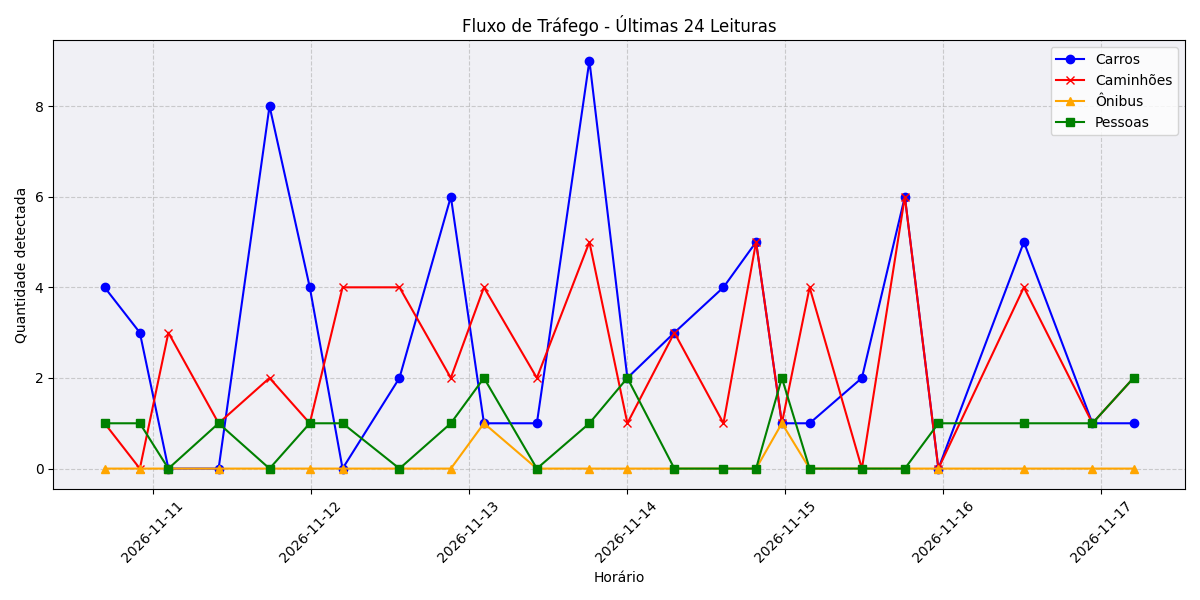 Fluxo de Tráfego - Últimas 24 Leituras
Carros
Caminhões
Ônibus
Pessoas
Quantidade detectada
8
6
4
2
0
2026-11-11
2026-11-12
2026-11-13
2026-11-14
2026-11-15
2026-11-16
2026-11-17
Horário